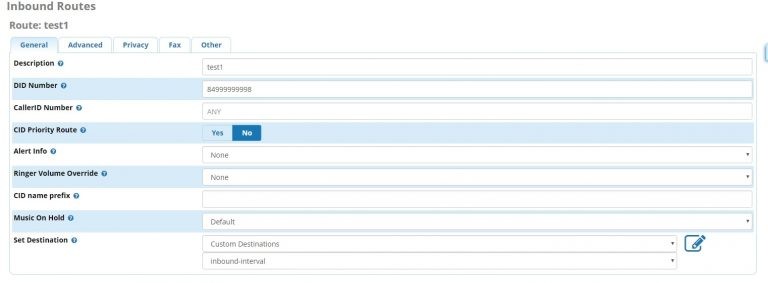 Inbound Routes
Route: test1
General Advanced Privacy Fax Other
Description test1
DID Number 84999999998
CallerID Number ANY
CID Priority Route Yes No
Alert Info None
Ringer Volume Override None
CID name prefix
Music On Hold Default
Set Destination Custom Destinations
inbound-interval